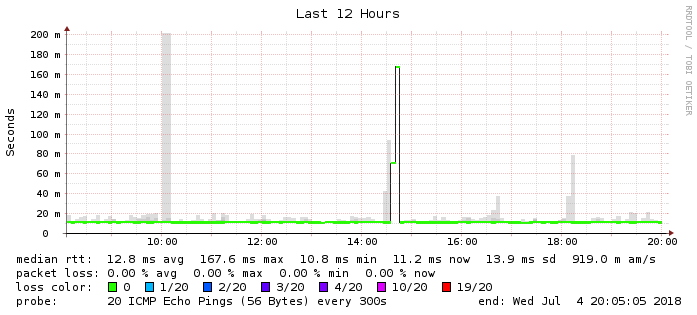 Last 12 Hours
RRDTOOL / TOBI OETIKER
Seconds
200 m
180 m
160 m
140 m
120 m
100 m
80 m
60 m
40 m
20 m
0
10:00 12:00 14:00 16:00 18:00 20:00
median rtt: 12.8 ms avg 167.6 ms max 10.8 ms min 11.2 ms now 13.9 ms sd 919.0 m am/s
packet loss: 0.00 % avg 0.00 % max 0.00 % min 0.00 % now
loss color: 0 1/20 2/20 3/20 4/20 10/20 19/20
probe: 20 ICMP Echo Pings (56 Bytes) every 300s end: Wed Jul 4 20:05:05 2018